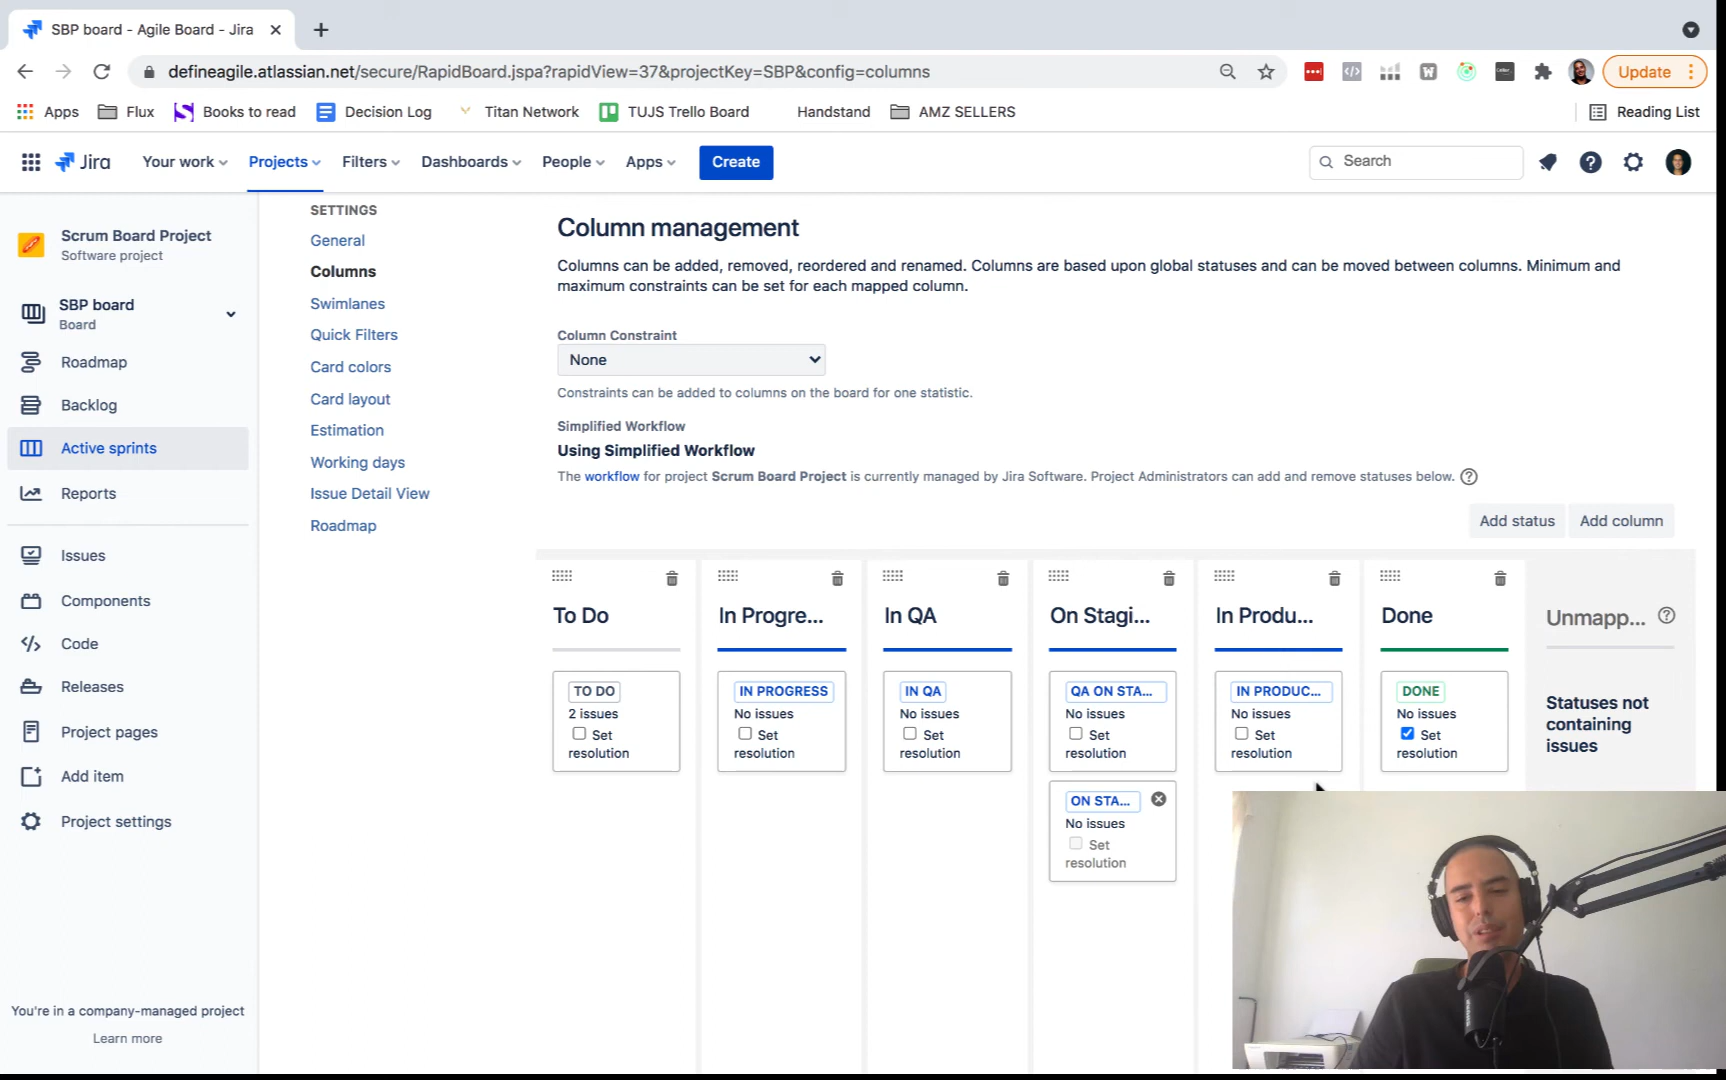 SBP board - Agile Board - Jira
defineagile.atlassian.net/secure/RapidBoard.jspa?rapidView=37&projectKey=SBP&config=columns
Update
Apps
Flux
Books to read
Decision Log
Titan Network
TUJS Trello Board
Handstand
AMZ SELLERS
Reading List
Jira
Your work
Projects
Filters
Dashboards
People
Apps
Create
Search
Scrum Board Project
Software project
SBP board
Board
Roadmap
Backlog
Active sprints
Reports
Issues
Components
Code
Releases
Project pages
Add item
Project settings
You're in a company-managed project
Learn more
SETTINGS
General
Columns
Swimlanes
Quick Filters
Card colors
Card layout
Estimation
Working days
Issue Detail View
Roadmap
Column management
Columns can be added, removed, reordered and renamed. Columns are based upon global statuses and can be moved between columns. Minimum and
maximum constraints can be set for each mapped column.
Column Constraint
None
Constraints can be added to columns on the board for one statistic.
Simplified Workflow
Using Simplified Workflow
The workflow for project Scrum Board Project is currently managed by Jira Software. Project Administrators can add and remove statuses below.
Add status
Add column
To Do
TO DO
2 issues
Set
resolution
In Progre...
IN PROGRESS
No issues
Set
resolution
In QA
IN QA
No issues
Set
resolution
On Stagi...
QA ON STA...
No issues
Set
resolution
ON STA...
No issues
Set
resolution
In Produ...
IN PRODUC...
No issues
Set
resolution
Done
DONE
No issues
Set
resolution
Unmapp...
Statuses not
containing
issues